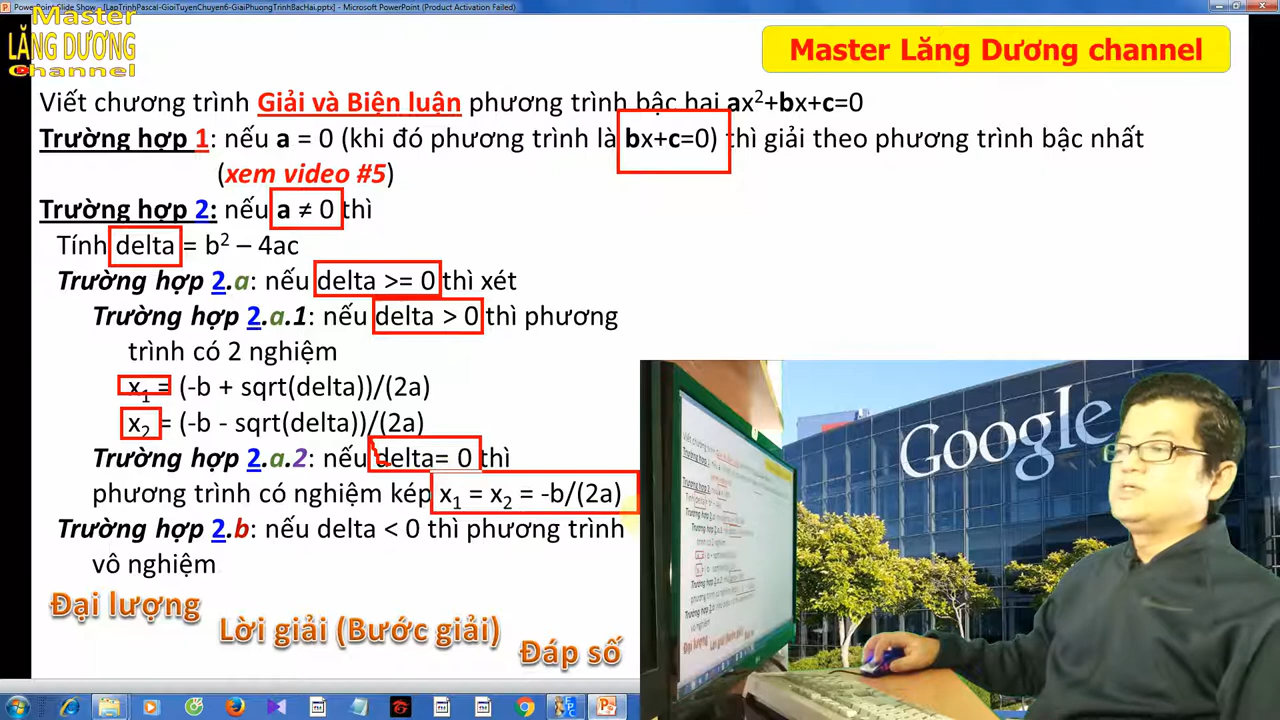 PowerPoint Slide Show - [LapTrinhPascal-GioiTuyenChuyen6-GiaiPhuongTrinhBacHai.pptx] - Microsoft PowerPoint (Product Activation Failed)
Master
LĂNG DƯƠNG
Channel
Master Lăng Dương channel
Viết chương trình Giải và Biện luận phương trình bậc hai ax²+bx+c=0
Trường hợp 1: nếu a = 0 (khi đó phương trình là bx+c=0) thì giải theo phương trình bậc nhất
(xem video #5)
Trường hợp 2: nếu a ≠ 0 thì
Tính delta = b² – 4ac
Trường hợp 2.a: nếu delta >= 0 thì xét
Trường hợp 2.a.1: nếu delta > 0 thì phương
trình có 2 nghiệm
x₁ = (-b + sqrt(delta))/(2a)
x₂ = (-b - sqrt(delta))/(2a)
Trường hợp 2.a.2: nếu delta= 0 thì
phương trình có nghiệm kép x₁ = x₂ = -b/(2a)
Trường hợp 2.b: nếu delta < 0 thì phương trình
vô nghiệm
Đại lượng
Lời giải (Bước giải)
Đáp số
Google